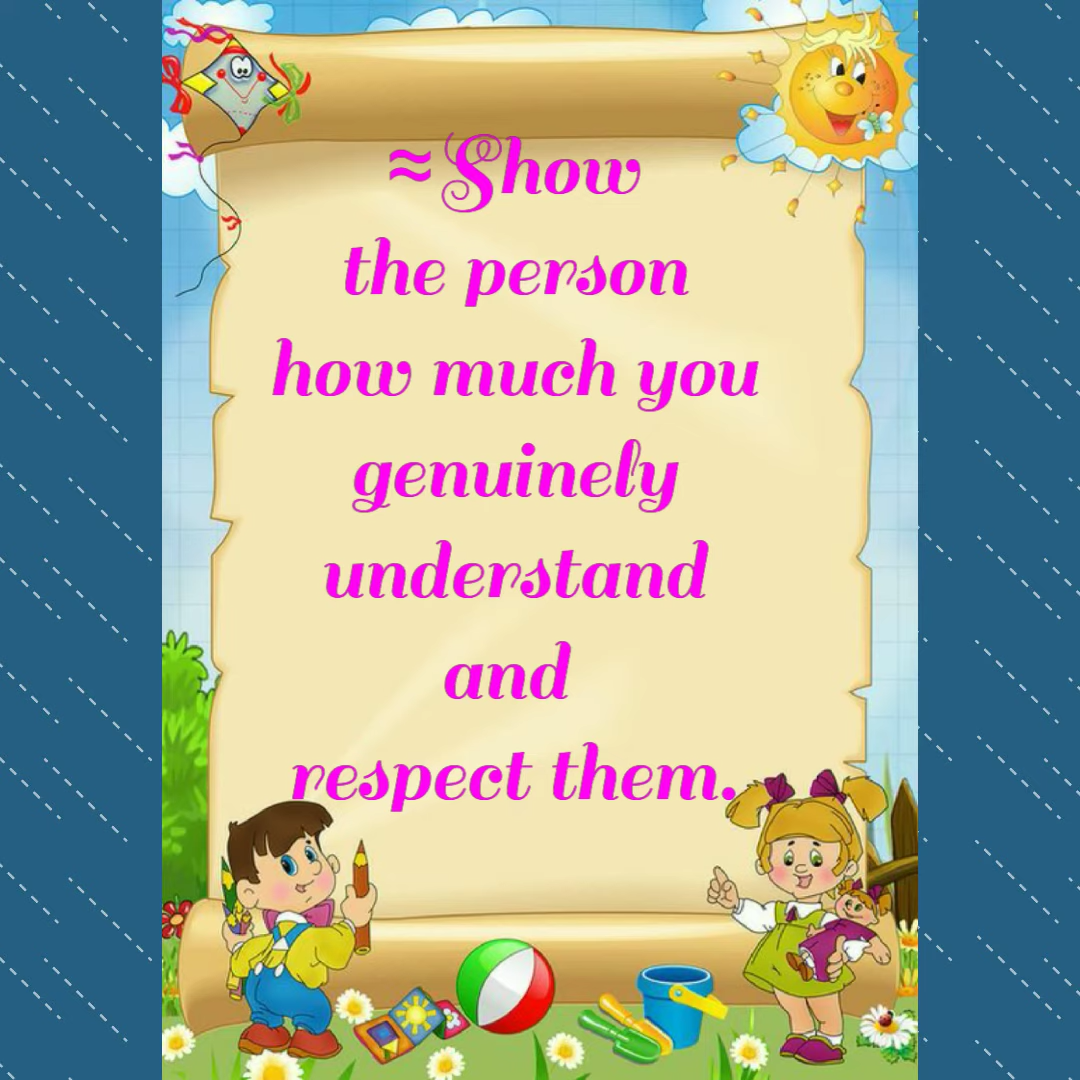 ≈Show
the person
how much you
genuinely
understand
and
respect them.